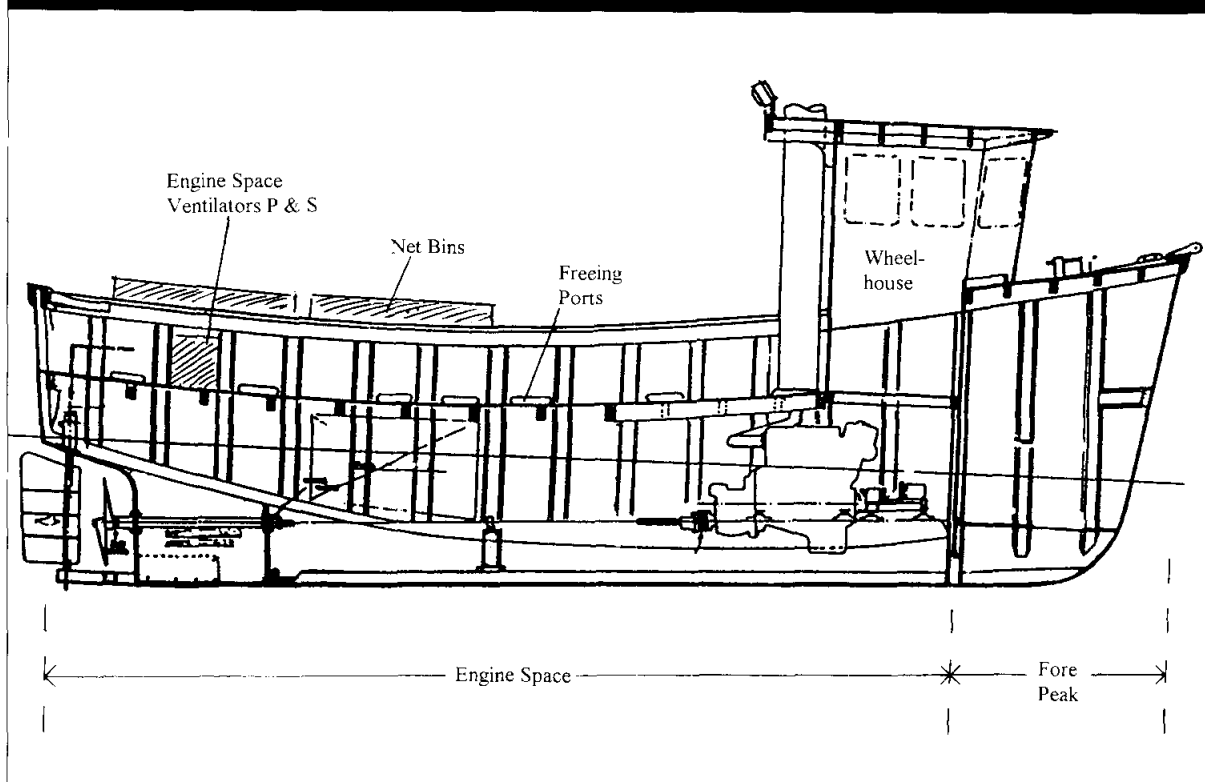 Engine Space
Ventilators P & S
Net Bins
Freeing
Ports
Wheel-
house
Engine Space
Fore
Peak